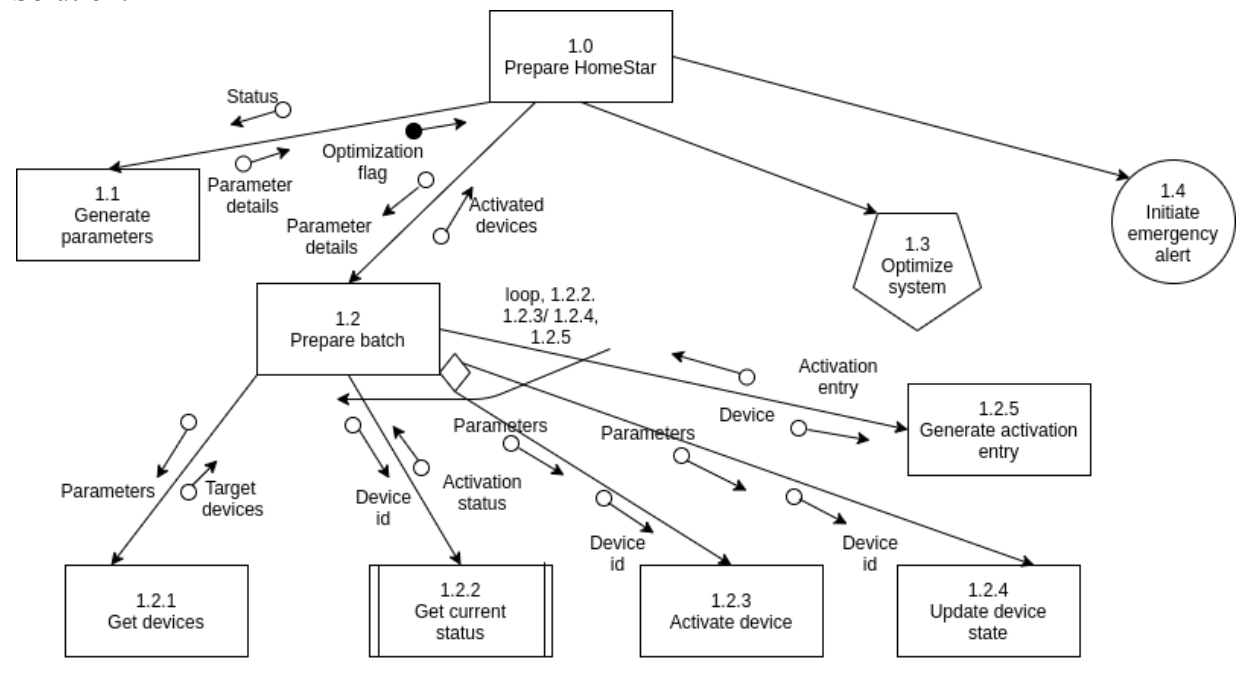 1.0
Prepare HomeStar
Status
Optimization
flag
1.1
Generate
parameters
Parameter
details
Parameter
details
Activated
devices
1.3
Optimize
system
1.4
Initiate
emergency
alert
1.2
Prepare batch
loop, 1.2.2.
1.2.3/ 1.2.4,
1.2.5
Activation
entry
Device
1.2.5
Generate activation
entry
Parameters
Target
devices
Device
id
Activation
status
Parameters
Device
id
Parameters
Device
id
1.2.1
Get devices
1.2.2
Get current
status
1.2.3
Activate device
1.2.4
Update device
state